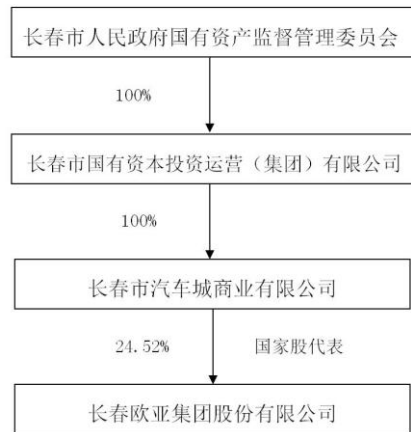 长春市人民政府国有资产监督管理委员会
100%
长春市国有资本投资运营（集团）有限公司
100%
长春市汽车城商业有限公司
24.52% 国家股代表
长春欧亚集团股份有限公司